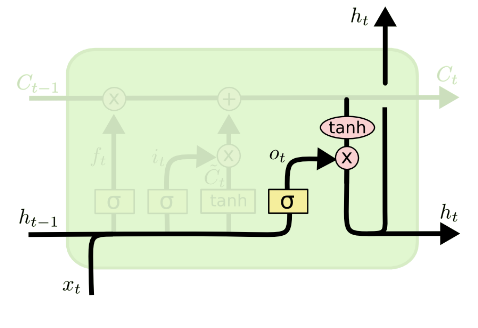 h_t
C_{t-1}
x
+
C_t
tanh
f_t
i_t
x
o_t
x
C̃_t
σ
σ
tanh
σ
h_{t-1}
h_t
x_t